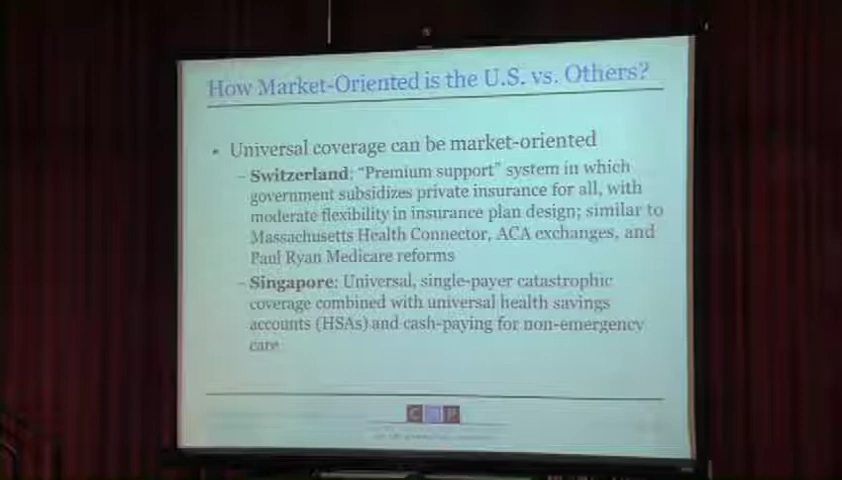 How Market-Oriented is the U.S. vs. Others?
• Universal coverage can be market-oriented
– Switzerland: "Premium support" system in which
government subsidizes private insurance for all, with
moderate flexibility in insurance plan design; similar to
Massachusetts Health Connector, ACA exchanges, and
Paul Ryan Medicare reforms
– Singapore: Universal, single-payer catastrophic
coverage combined with universal health savings
accounts (HSAs) and cash-paying for non-emergency
care